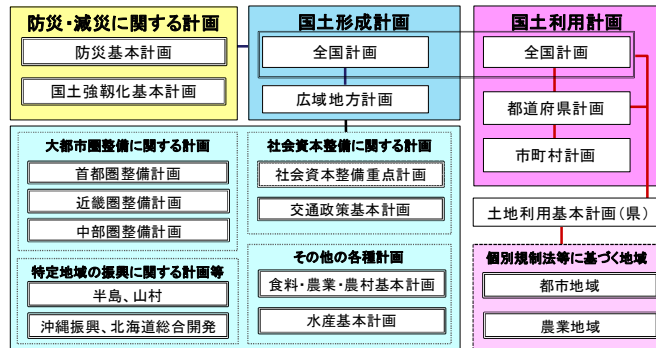 防災・減災に関する計画
防災基本計画
国土強靱化基本計画
国土形成計画
全国計画
広域地方計画
国土利用計画
全国計画
都道府県計画
市町村計画
大都市圏整備に関する計画
首都圏整備計画
近畿圏整備計画
中部圏整備計画
社会資本整備に関する計画
社会資本整備重点計画
交通政策基本計画
特定地域の振興に関する計画等
半島、山村
沖縄振興、北海道総合開発
その他の各種計画
食料・農業・農村基本計画
水産基本計画
土地利用基本計画(県)
個別規制法等に基づく地域
都市地域
農業地域